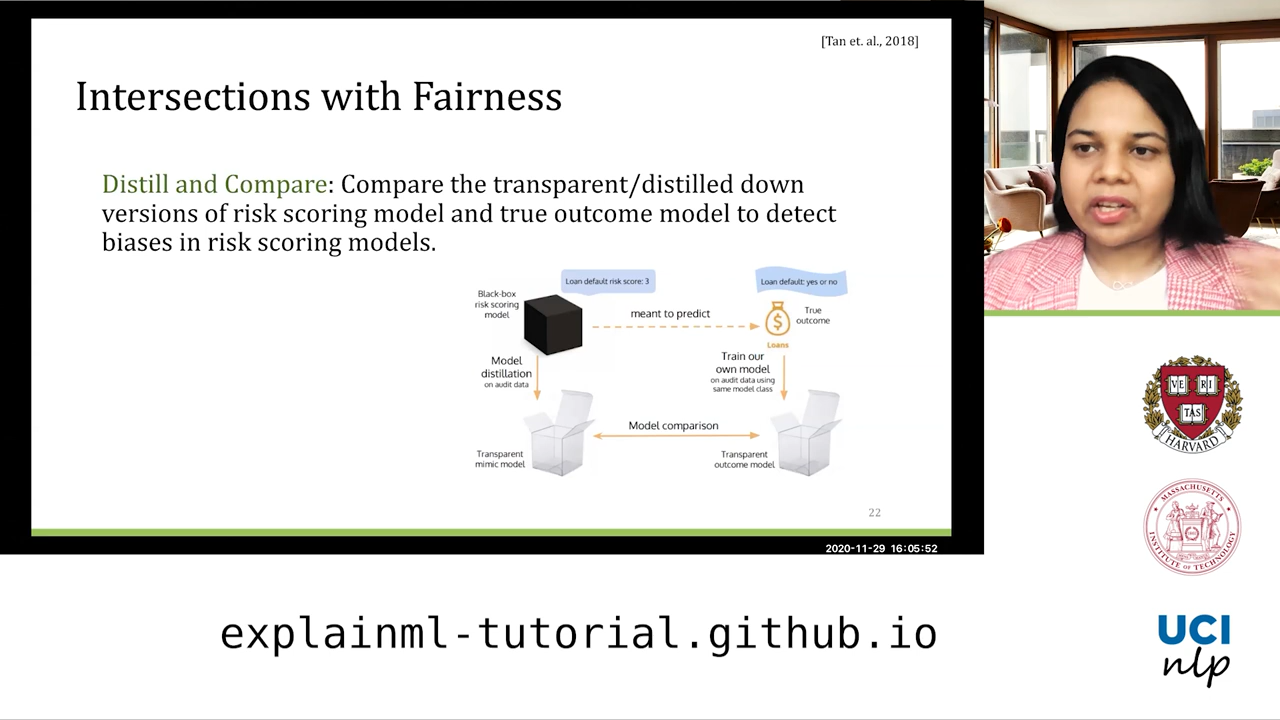 [Tan et. al., 2018]
Intersections with Fairness
Distill and Compare: Compare the transparent/distilled down
versions of risk scoring model and true outcome model to detect
biases in risk scoring models.
Loan default risk score: 3
Loan default: yes or no
Black-box
risk scoring
model
meant to predict
True
outcome
$
Loans
Model
distillation
on audit data
Train our
own model
on audit data using
same model class
Model comparison
Transparent
mimic model
Transparent
outcome model
22
2020-11-29 16:05:52
explainml-tutorial.github.io
VE RI
TAS
HARVARD
MASSACHUSETTS
INSTITUTE OF TECHNOLOGY
UCI
nlp